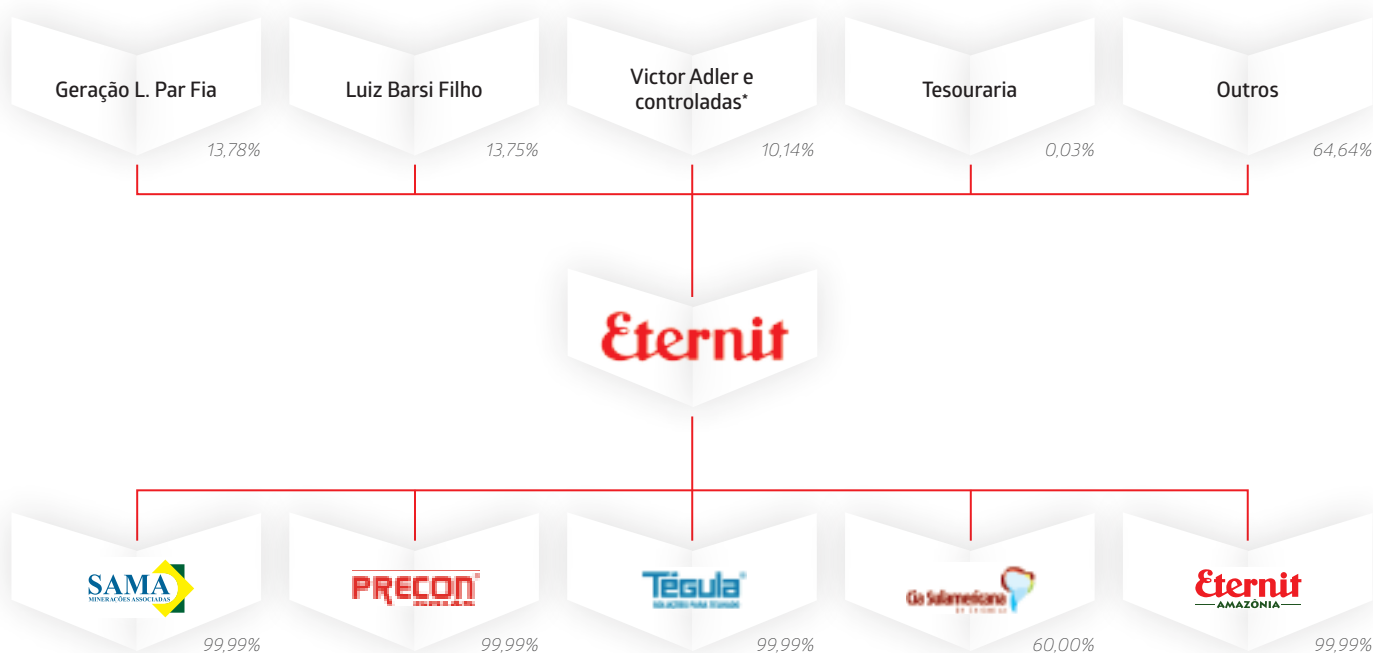 Geração L. Par Fia
13,78%
Luiz Barsi Filho
13,75%
Victor Adler e
controladas*
10,14%
Tesouraria
0,03%
Outros
64,64%
Eternit
SAMA
MINERAÇÕES ASSOCIADAS
99,99%
PRECON®
99,99%
Tégula®
SOLUÇÕES PARA TELHADOS
99,99%
Cia Sulamericana
60,00%
Eternit
AMAZÔNIA
99,99%